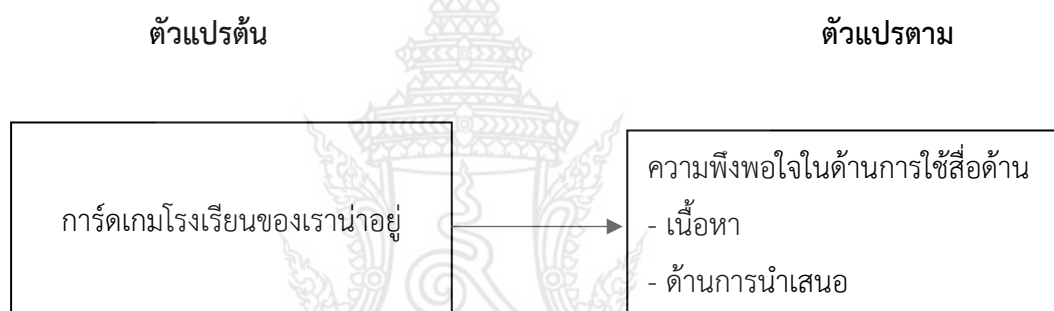 ตัวแปรต้น
ตัวแปรตาม
การ์ดเกมโรงเรียนของเราน่าอยู่
ความพึงพอใจในด้านการใช้สื่อด้าน
- เนื้อหา
- ด้านการนำเสนอ